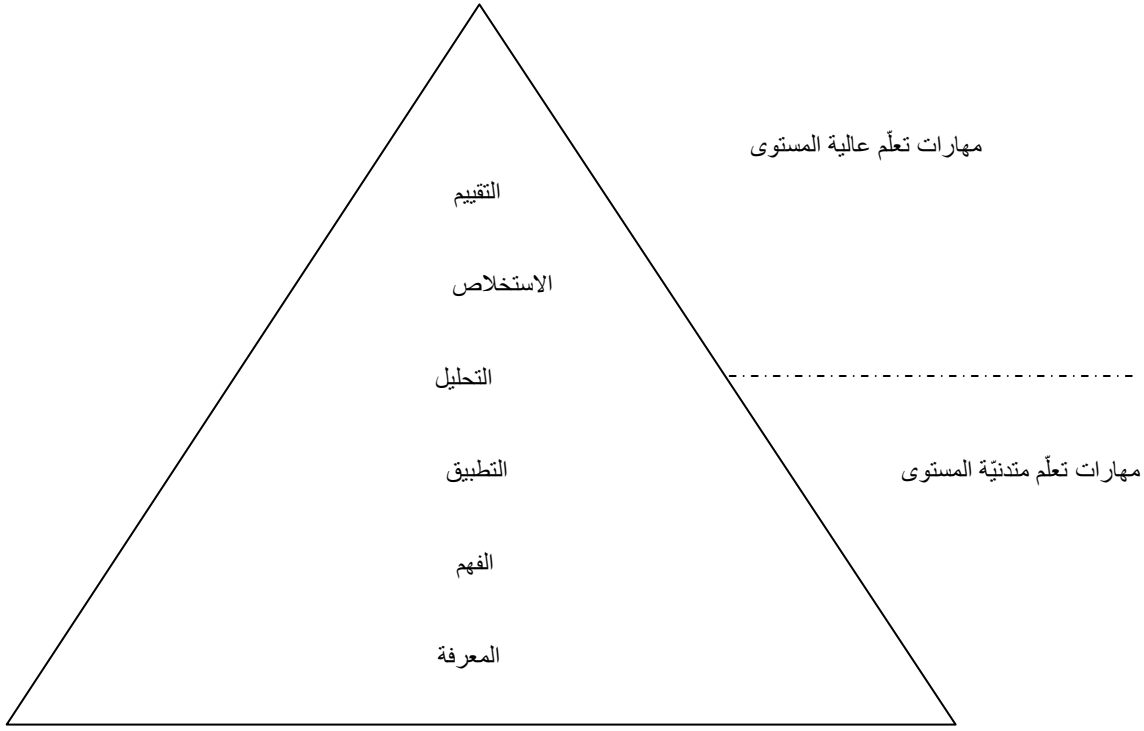 مهارات تعلّم عالية المستوى
التقييم
الاستخلاص
التحليل
التطبيق
مهارات تعلّم متدنيّة المستوى
الفهم
المعرفة